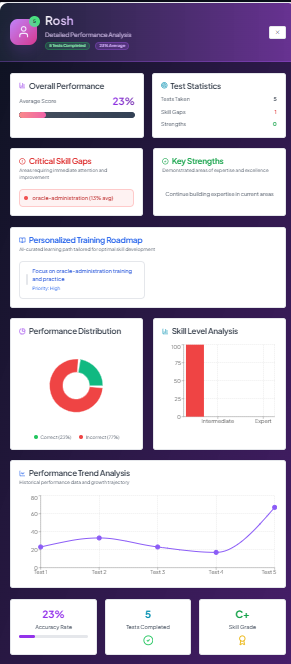 5
Rosh
Detailed Performance Analysis
5 Tests Completed
23% Average
Overall Performance
Average Score
23%
Test Statistics
Tests Taken 5
Skill Gaps 1
Strengths 0
Critical Skill Gaps
Areas requiring immediate attention and
improvement
oracle-administration (13% avg)
Key Strengths
Demonstrated areas of expertise and excellence
Continue building expertise in current areas
Personalized Training Roadmap
AI-curated learning path tailored for optimal skill development
Focus on oracle-administration training
and practice
Priority: High
Performance Distribution
Correct (23%) Incorrect (77%)
Skill Level Analysis
100
75
50
25
0
Intermediate Expert
Performance Trend Analysis
Historical performance data and growth trajectory
80
60
40
20
0
Test 1 Test 2 Test 3 Test 4 Test 5
23%
Accuracy Rate
5
Tests Completed
C+
Skill Grade